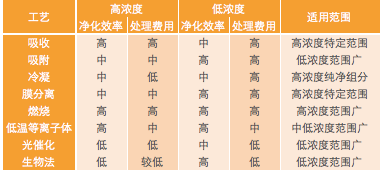 工艺 高浓度 低浓度 适用范围
净化效率 处理费用 净化效率 处理费用
吸收 高 高 中 高 高浓度特定范围
吸附 中 中 高 中 低浓度范围广
冷凝 中 低 中 中 高浓度纯净组分
膜分离 中 中 高 高 高浓度特定范围
燃烧 高 高 高 高 高浓度范围广
低温等离子体 高 中 高 中 中低浓度范围广
光催化 低 低 中 低 低浓度范围广
生物法 低 较低 高 低 低浓度范围广